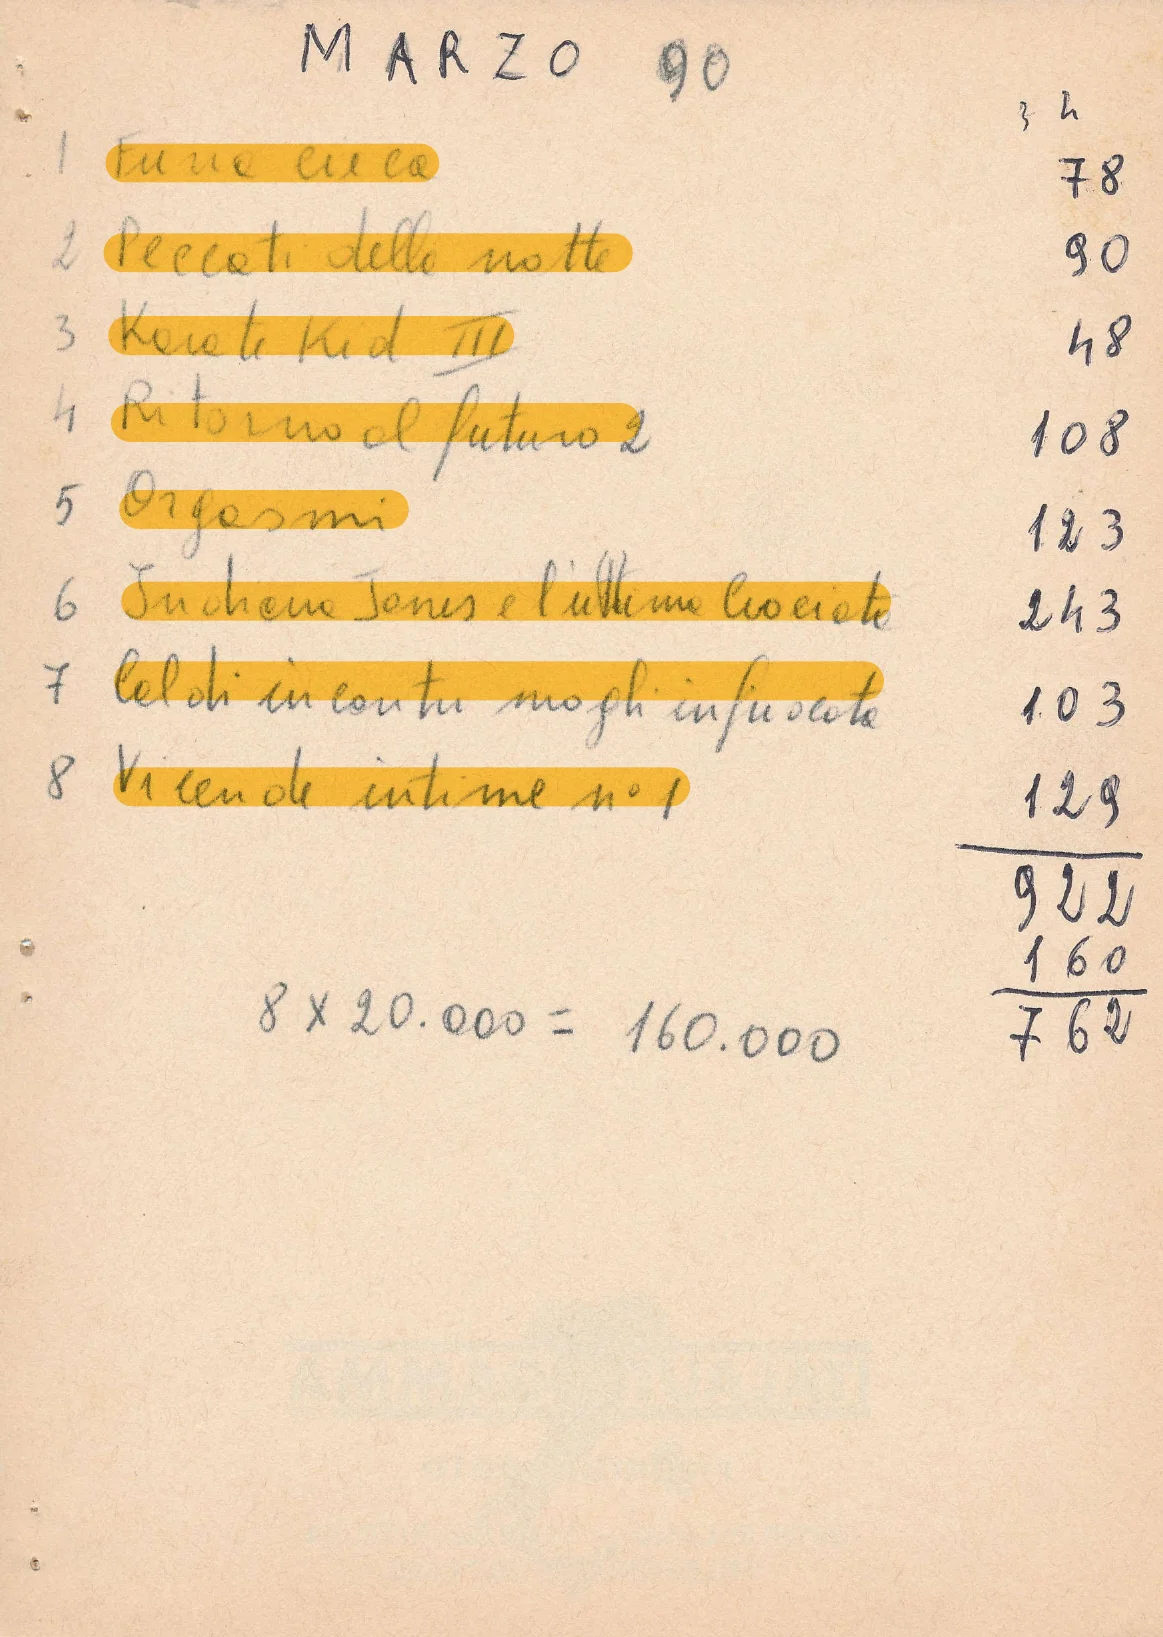 MARZO 90
3 4
1 Furia cieca 78
2 Peccati della notte 90
3 Karate Kid III 48
4 Ritorno al futuro 2 108
5 Orgasmi 123
6 Indiana Jones e l'ultima Crociata 243
7 Caldi incontri mogli infuocate 103
8 Vicende intime n° 1 129
922
160
8 x 20.000 = 160.000 762